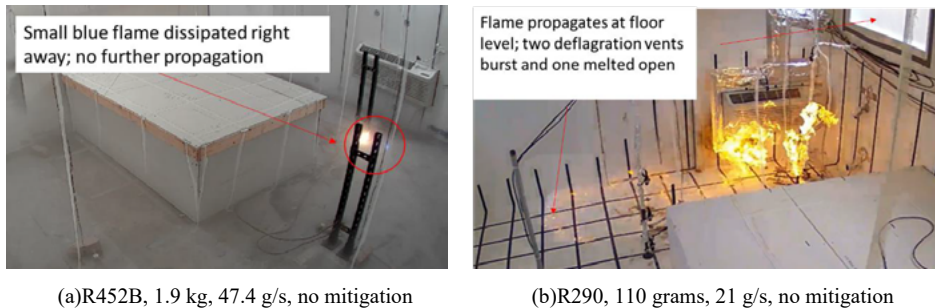 Small blue flame dissipated right
away; no further propagation
Flame propagates at floor
level; two deflagration vents
burst and one melted open
(a)R452B, 1.9 kg, 47.4 g/s, no mitigation
(b)R290, 110 grams, 21 g/s, no mitigation